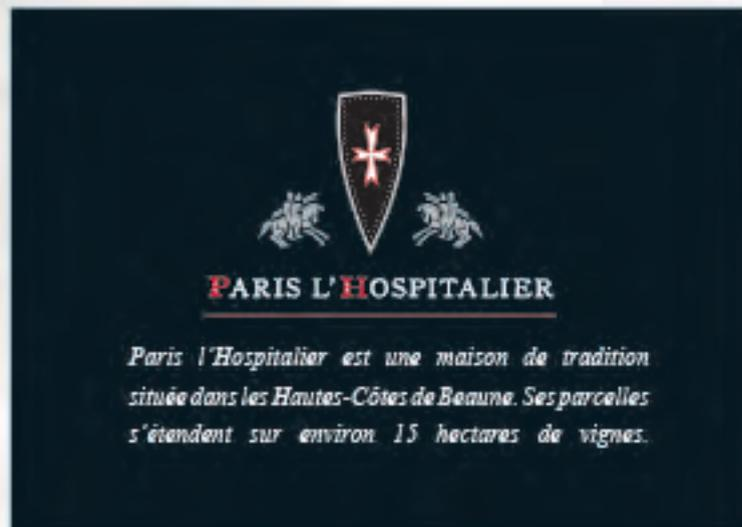 PARIS L'HOSPITALIER
Paris l'Hospitalier est une maison de tradition
située dans les Hautes-Côtes de Beaune. Ses parcelles
s'étendent sur environ 15 hectares de vignes.